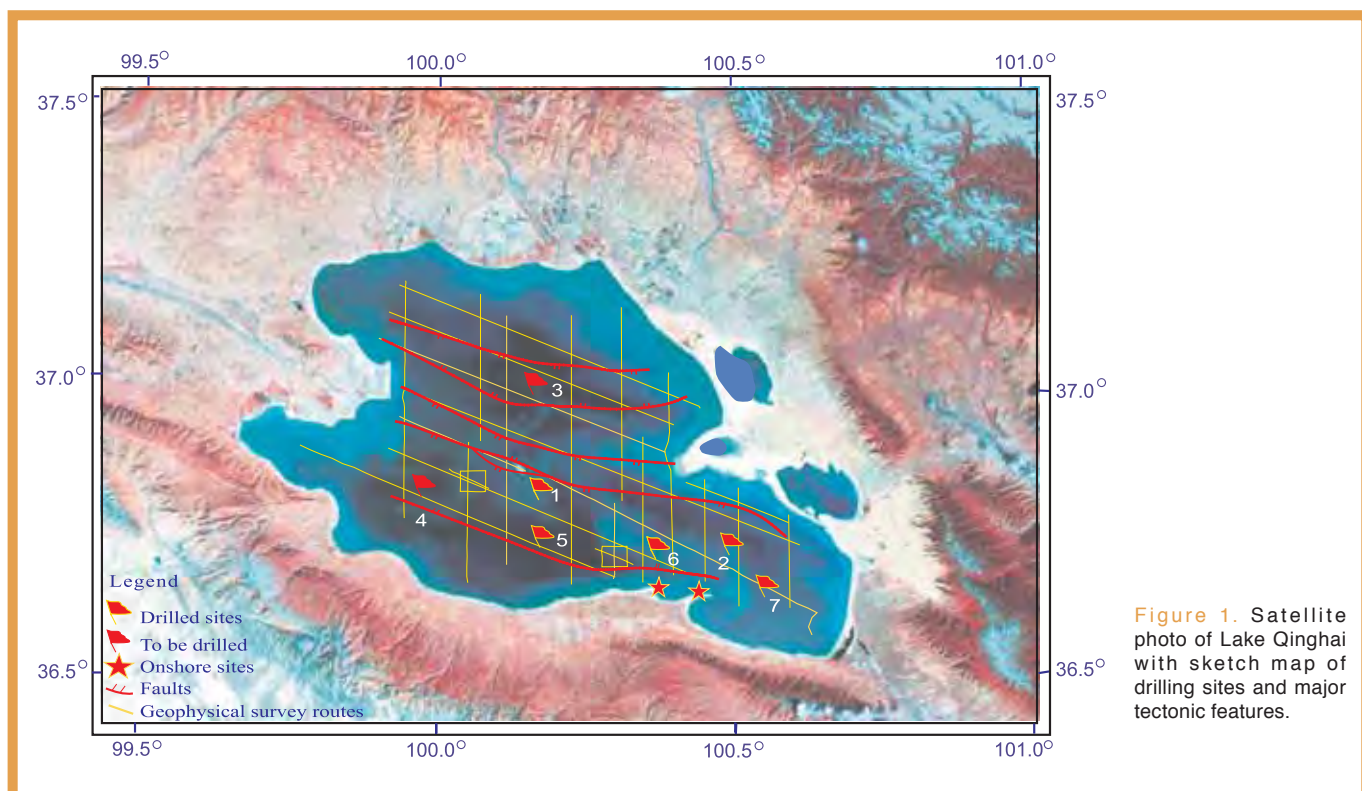 99.5° 100.0° 100.5° 101.0°
37.5° 37.5°
3
37.0° 37.0°
1
4 5 6 2
7
Legend
Drilled sites
To be drilled
Onshore sites
Faults
Geophysical survey routes
36.5° 36.5°
99.5° 100.0° 100.5° 101.0°
Figure 1. Satellite
photo of Lake Qinghai
with sketch map of
drilling sites and major
tectonic features.